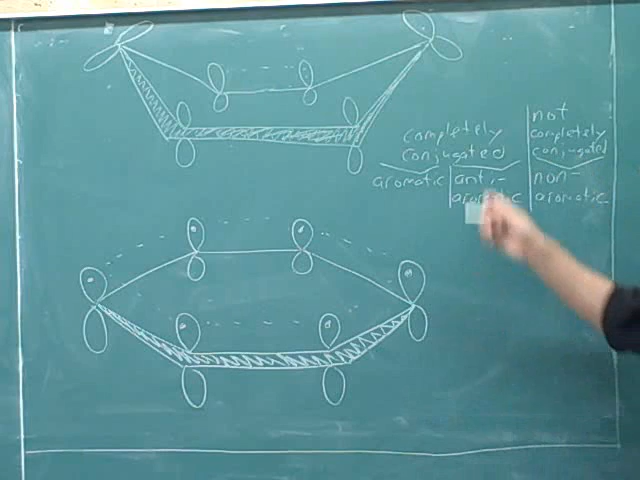 completely
conjugated
aromatic
anti-
aromatic
not
completely
conjugated
non-
aromatic